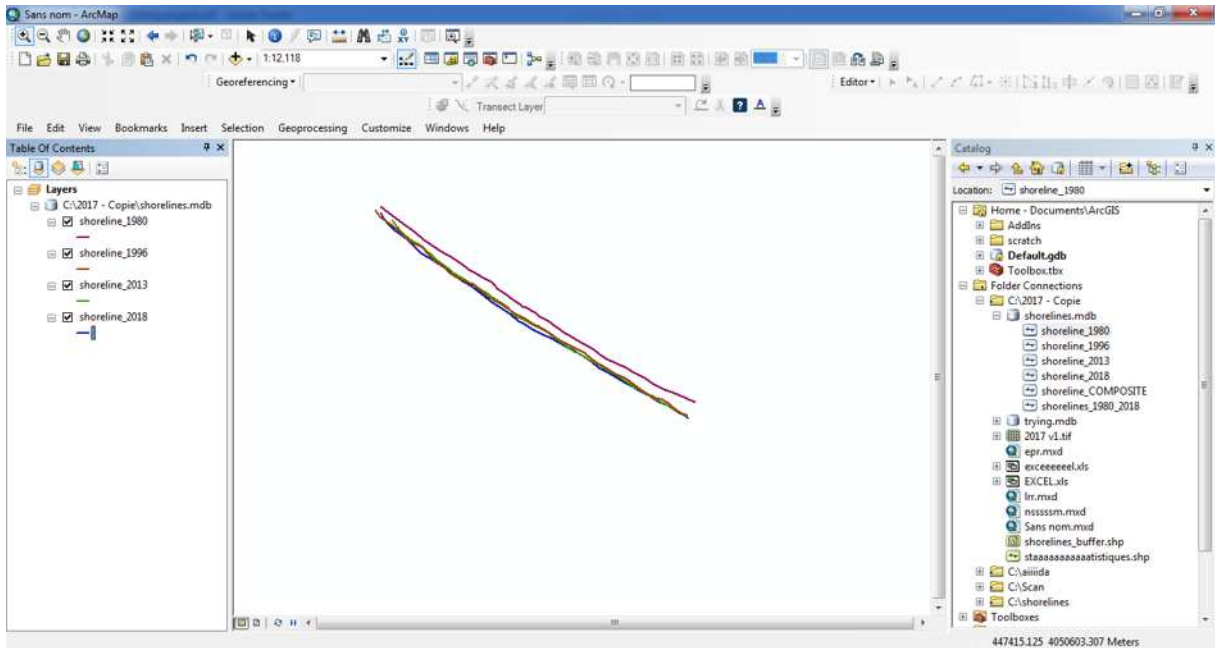 Sans nom - ArcMap
1:12,118
Georeferencing
Editor
Transect Layer
File Edit View Bookmarks Insert Selection Geoprocessing Customize Windows Help
Table Of Contents
Layers
C:\2017 - Copie\shorelines.mdb
shoreline_1980
shoreline_1996
shoreline_2013
shoreline_2018
Catalog
Location: shoreline_1980
Home - Documents\ArcGIS
AddIns
scratch
Default.gdb
Toolbox.tbx
Folder Connections
C:\2017 - Copie
shorelines.mdb
shoreline_1980
shoreline_1996
shoreline_2013
shoreline_2018
shoreline_COMPOSITE
shorelines_1980_2018
trying.mdb
2017 v1.tif
epr.mxd
exceeeeeel.xls
EXCEL.xls
lrr.mxd
nsssssm.mxd
Sans nom.mxd
shorelines_buffer.shp
C:\Scan
C:\shorelines
Toolboxes
447415.125 4050603.307 Meters